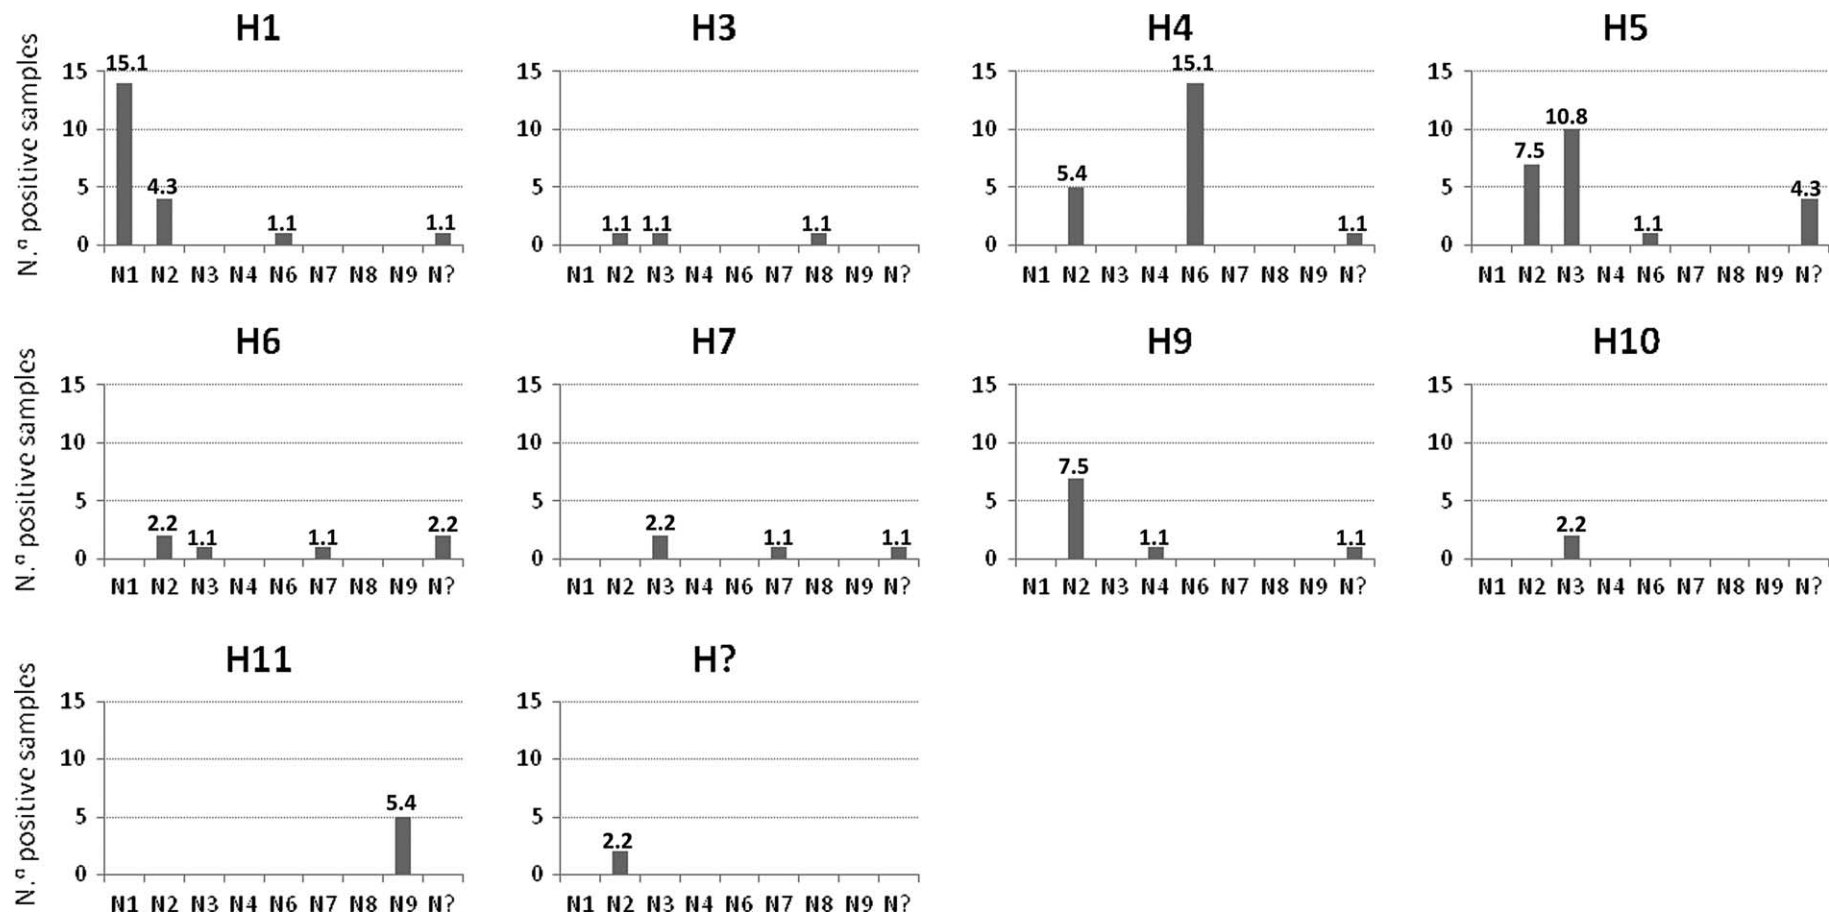 H1 H3 H4 H5
N.º positive samples
15 15.1 15 15 15.1 15
10 10 10 10 10.8
7.5
5 4.3 5 5 5.4 5 4.3
1.1 1.1 1.1 1.1 1.1 1.1 1.1
0 0 0 0
N1 N2 N3 N4 N6 N7 N8 N9 N? N1 N2 N3 N4 N6 N7 N8 N9 N? N1 N2 N3 N4 N6 N7 N8 N9 N? N1 N2 N3 N4 N6 N7 N8 N9 N?
H6 H7 H9 H10
N.º positive samples
15 15 15 15
10 10 10 10
7.5
5 5 5 5
2.2 1.1 1.1 2.2 2.2 1.1 1.1 1.1 1.1 2.2
0 0 0 0
N1 N2 N3 N4 N6 N7 N8 N9 N? N1 N2 N3 N4 N6 N7 N8 N9 N? N1 N2 N3 N4 N6 N7 N8 N9 N? N1 N2 N3 N4 N6 N7 N8 N9 N?
H11 H?
N.º positive samples
15 15
10 10
5 5.4 5
2.2
0 0
N1 N2 N3 N4 N6 N7 N8 N9 N? N1 N2 N3 N4 N6 N7 N8 N9 N?